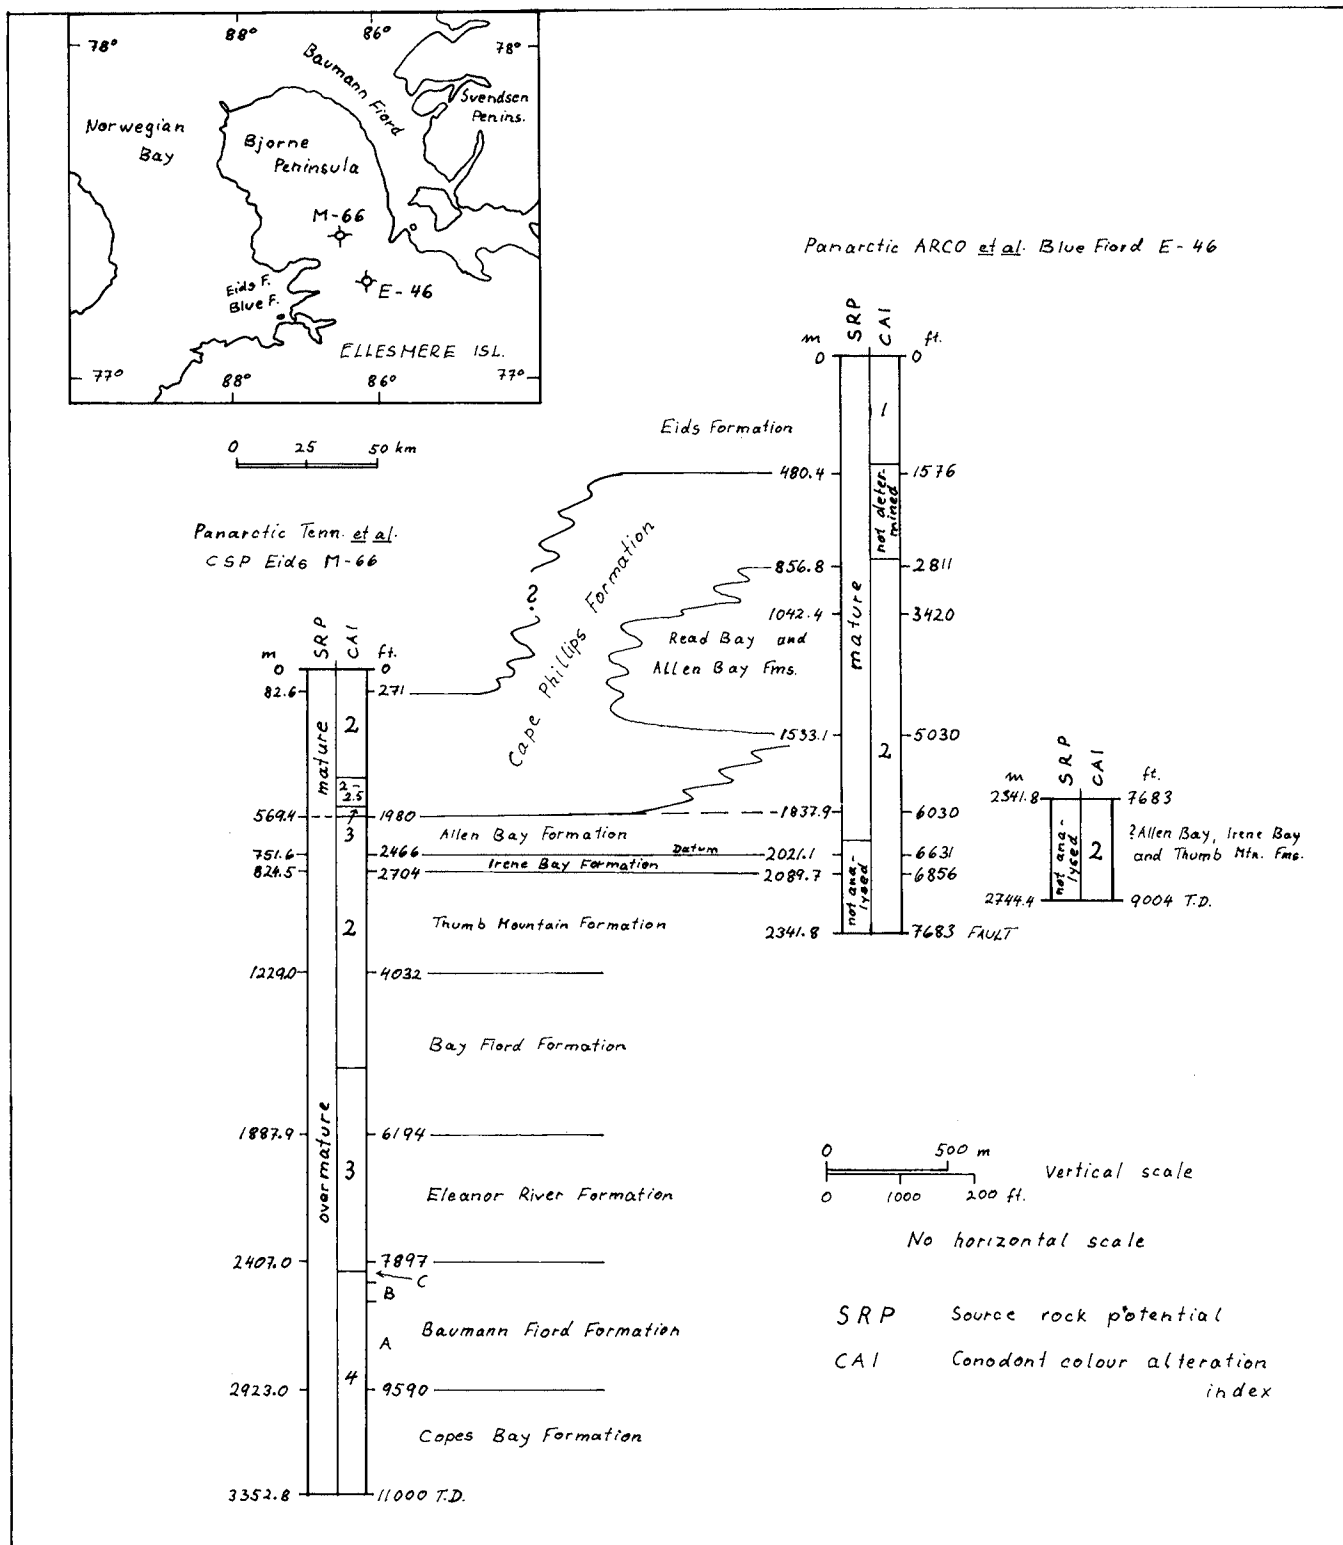 88°
86°
78°
78°
Baumann Fiord
Svendsen
Penins.
Norwegian
Bay
Bjorne
Peninsula
M-66
Eids F.
Blue F.
E-46
ELLESMERE ISL.
77°
77°
88°
86°
0 25 50 km
Panarctic ARCO et al. Blue Fiord E-46
SRP
CAI
m
ft.
0
0
1
Eids Formation
480.4
1576
not deter-
mined
856.8
2811
1042.4
3420
mature
Read Bay and
Allen Bay Fms.
1533.1
5030
2
1837.9
6030
2021.1
6631
2089.7
6856
not ana-
lysed
2341.8
7683 FAULT
SRP
CAI
m
ft.
2341.8
7683
not ana-
lysed
2
?Allen Bay, Irene Bay
and Thumb Mtn. Fms.
2744.4
9004 T.D.
Panarctic Tenn. et al.
CSP Eids M-66
?
Cape Phillips Formation
SRP
CAI
m
ft.
0
0
82.6
271
mature
2
2-
2.5
569.4
1980
3
Allen Bay Formation
Datum
751.6
2466
Irene Bay Formation
824.5
2704
2
Thumb Mountain Formation
1229.0
4032
Bay Fiord Formation
overmature
1887.9
6194
3
Eleanor River Formation
2407.0
7897
C
B
A
Baumann Fiord Formation
4
2923.0
9590
Copes Bay Formation
3352.8
11000 T.D.
0 500 m
Vertical scale
0 1000 200 ft.
No horizontal scale
SRP Source rock potential
CAI Conodont colour alteration
index